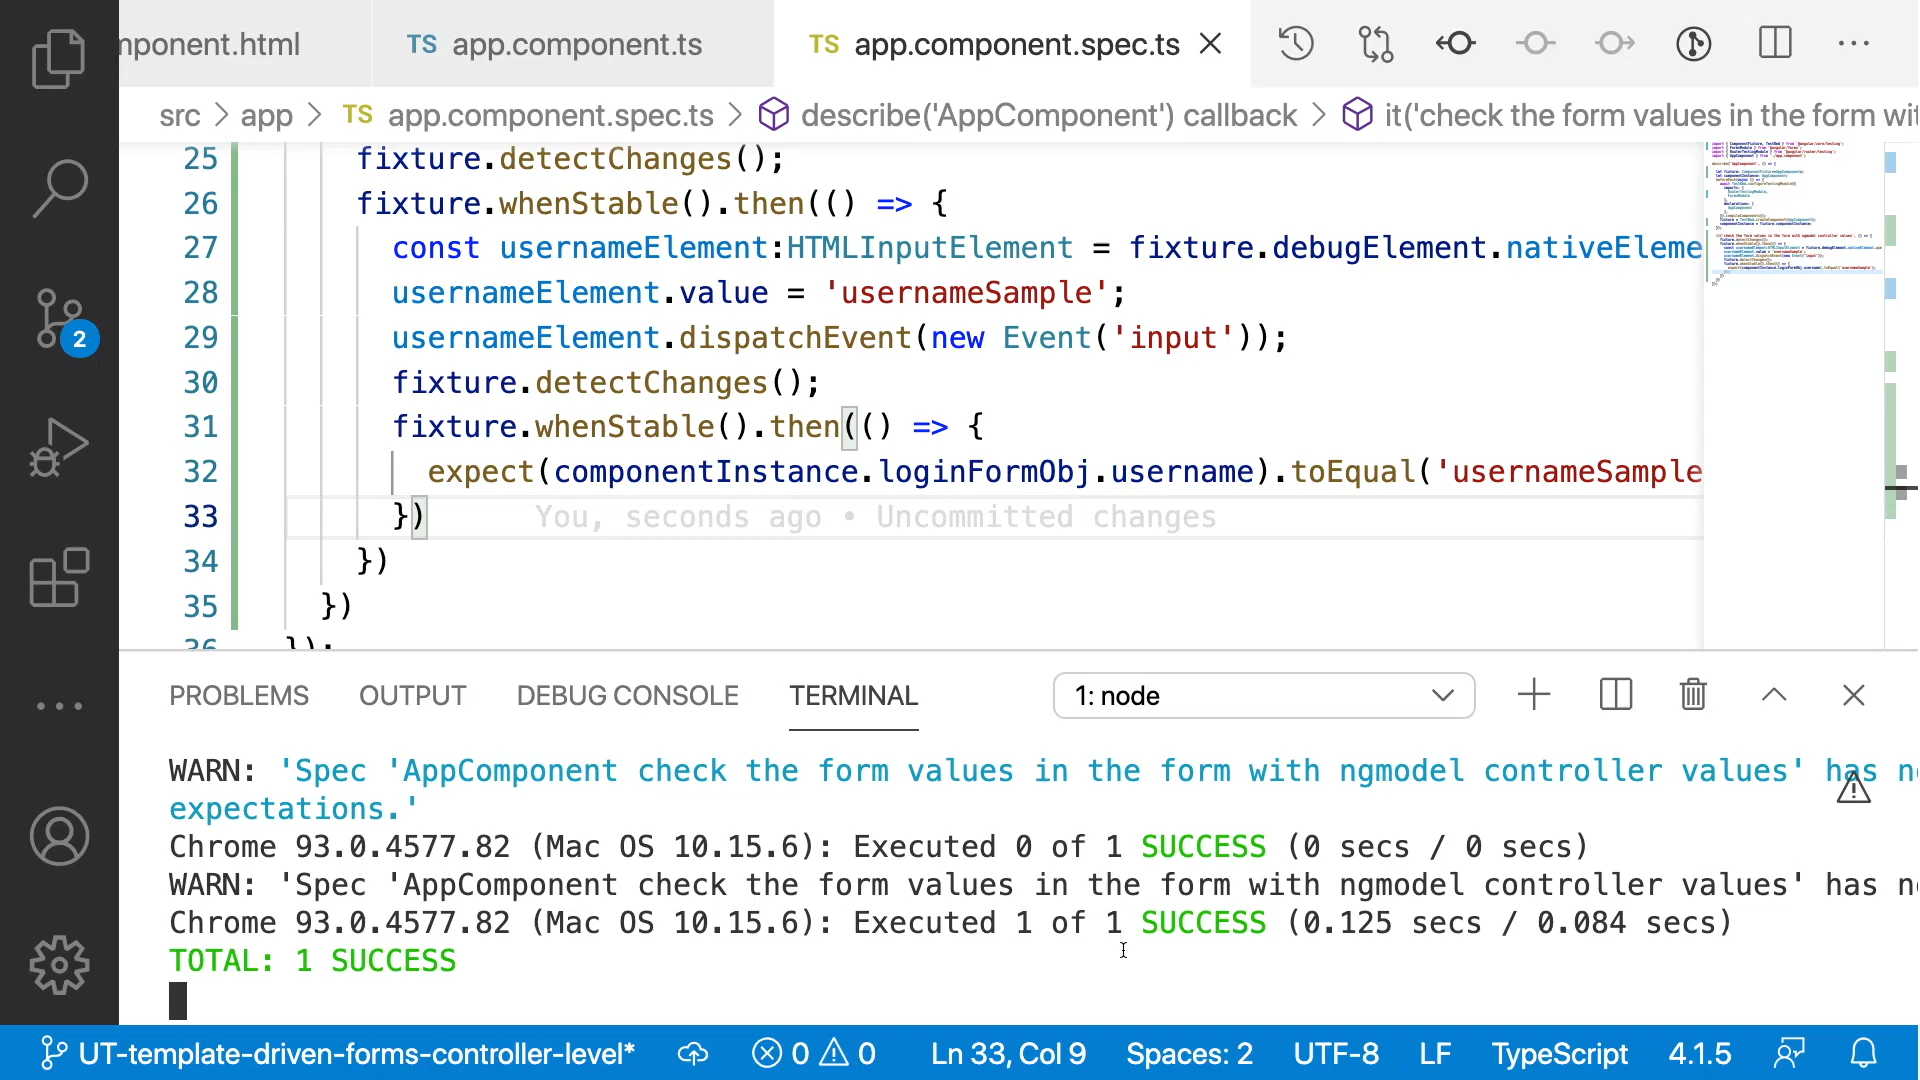 mponent.html
TS app.component.ts
TS app.component.spec.ts
src > app > TS app.component.spec.ts > describe('AppComponent') callback > it('check the form values in the form wit
25 fixture.detectChanges();
26 fixture.whenStable().then(() => {
27 const usernameElement:HTMLInputElement = fixture.debugElement.nativeEleme
28 usernameElement.value = 'usernameSample';
29 usernameElement.dispatchEvent(new Event('input'));
30 fixture.detectChanges();
31 fixture.whenStable().then(() => {
32 expect(componentInstance.loginFormObj.username).toEqual('usernameSample
33 }) You, seconds ago • Uncommitted changes
34 })
35 })
36 });
2
PROBLEMS OUTPUT DEBUG CONSOLE TERMINAL 1: node
WARN: 'Spec 'AppComponent check the form values in the form with ngmodel controller values' has n
expectations.'
Chrome 93.0.4577.82 (Mac OS 10.15.6): Executed 0 of 1 SUCCESS (0 secs / 0 secs)
WARN: 'Spec 'AppComponent check the form values in the form with ngmodel controller values' has n
Chrome 93.0.4577.82 (Mac OS 10.15.6): Executed 1 of 1 SUCCESS (0.125 secs / 0.084 secs)
TOTAL: 1 SUCCESS
UT-template-driven-forms-controller-level* 0 0 Ln 33, Col 9 Spaces: 2 UTF-8 LF TypeScript 4.1.5